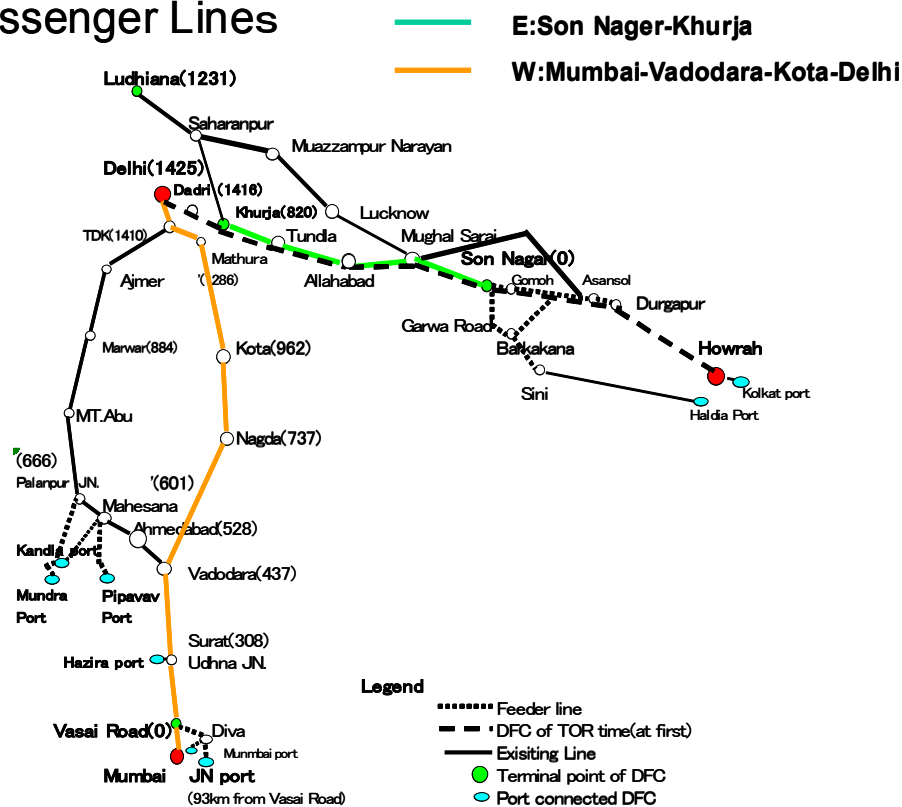 ssenger Lines
E:Son Nager-Khurja
W:Mumbai-Vadodara-Kota-Delhi
Ludhiana(1231)
Saharanpur
Muazzampur Narayan
Delhi(1425)
Dadri (1416)
Khurja(820)
Lucknow
TDK(1410)
Tundla
Mughal Sarai
Mathura
Son Nagar(0)
Ajmer
'(1286)
Allahabad
Gomoh
Asansol
Durgapur
Garwa Road
Marwar(884)
Kota(962)
Barkakana
Howrah
Sini
Kolkat port
Haldia Port
MT.Abu
Nagda(737)
(666)
Palanpur JN.
'(601)
Mahesana
Ahmedabad(528)
Kandla port
Vadodara(437)
Mundra
Port
Pipavav
Port
Surat(308)
Hazira port
Udhna JN.
Legend
Feeder line
Vasai Road(0)
Diva
DFC of TOR time(at first)
Munmbai port
Exisiting Line
Mumbai
JN port
Terminal point of DFC
(93km from Vasai Road)
Port connected DFC